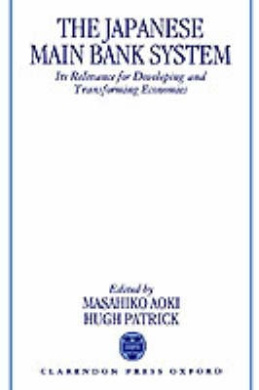 THE JAPANESE
MAIN BANK SYSTEM
Its Relevance for Developing and
Transforming Economies
Edited by
MASAHIKO AOKI
HUGH PATRICK
CLARENDON PRESS OXFORD